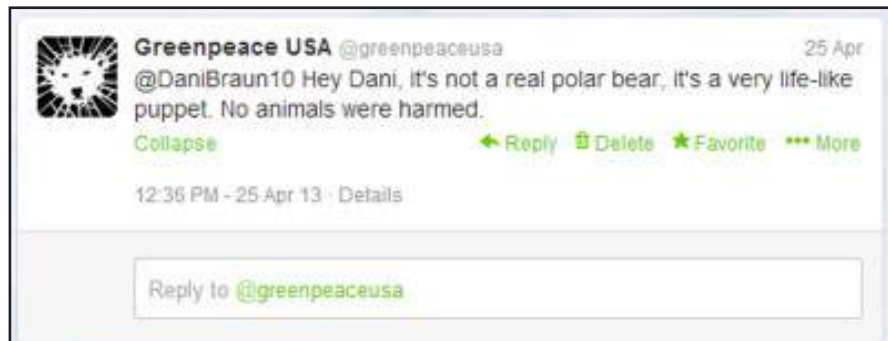 Greenpeace USA @greenpeaceusa 25 Apr
@DaniBraun10 Hey Dani, it's not a real polar bear, it's a very life-like
puppet. No animals were harmed.
Collapse Reply Delete Favorite More
12:36 PM - 25 Apr 13 · Details
Reply to @greenpeaceusa